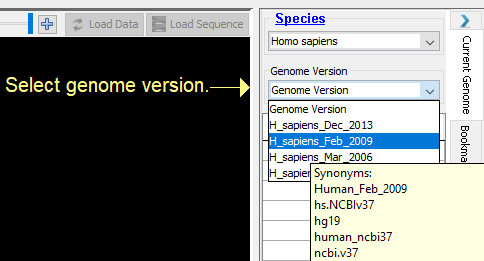 Load Data
Load Sequence
Select genome version.
Species
Homo sapiens
Genome Version
Genome Version
Genome Version
H_sapiens_Dec_2013
H_sapiens_Feb_2009
H_sapiens_Mar_2006
H_sapiens
Synonyms:
Human_Feb_2009
hs.NCBIv37
hg19
human_ncbi37
ncbi.v37
Current Genome
Bookma